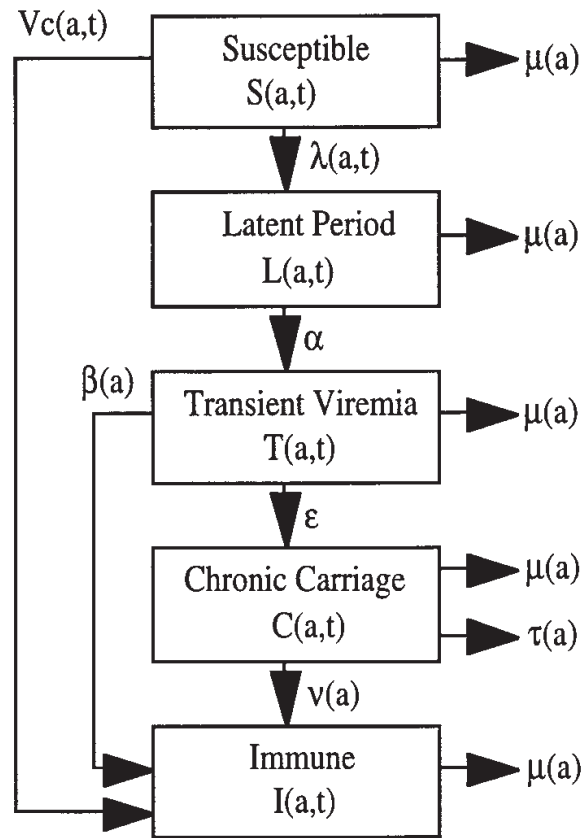 Vc(a,t)
Susceptible
S(a,t)
μ(a)
λ(a,t)
Latent Period
L(a,t)
μ(a)
α
β(a)
Transient Viremia
T(a,t)
μ(a)
ε
Chronic Carriage
C(a,t)
μ(a)
τ(a)
ν(a)
Immune
I(a,t)
μ(a)